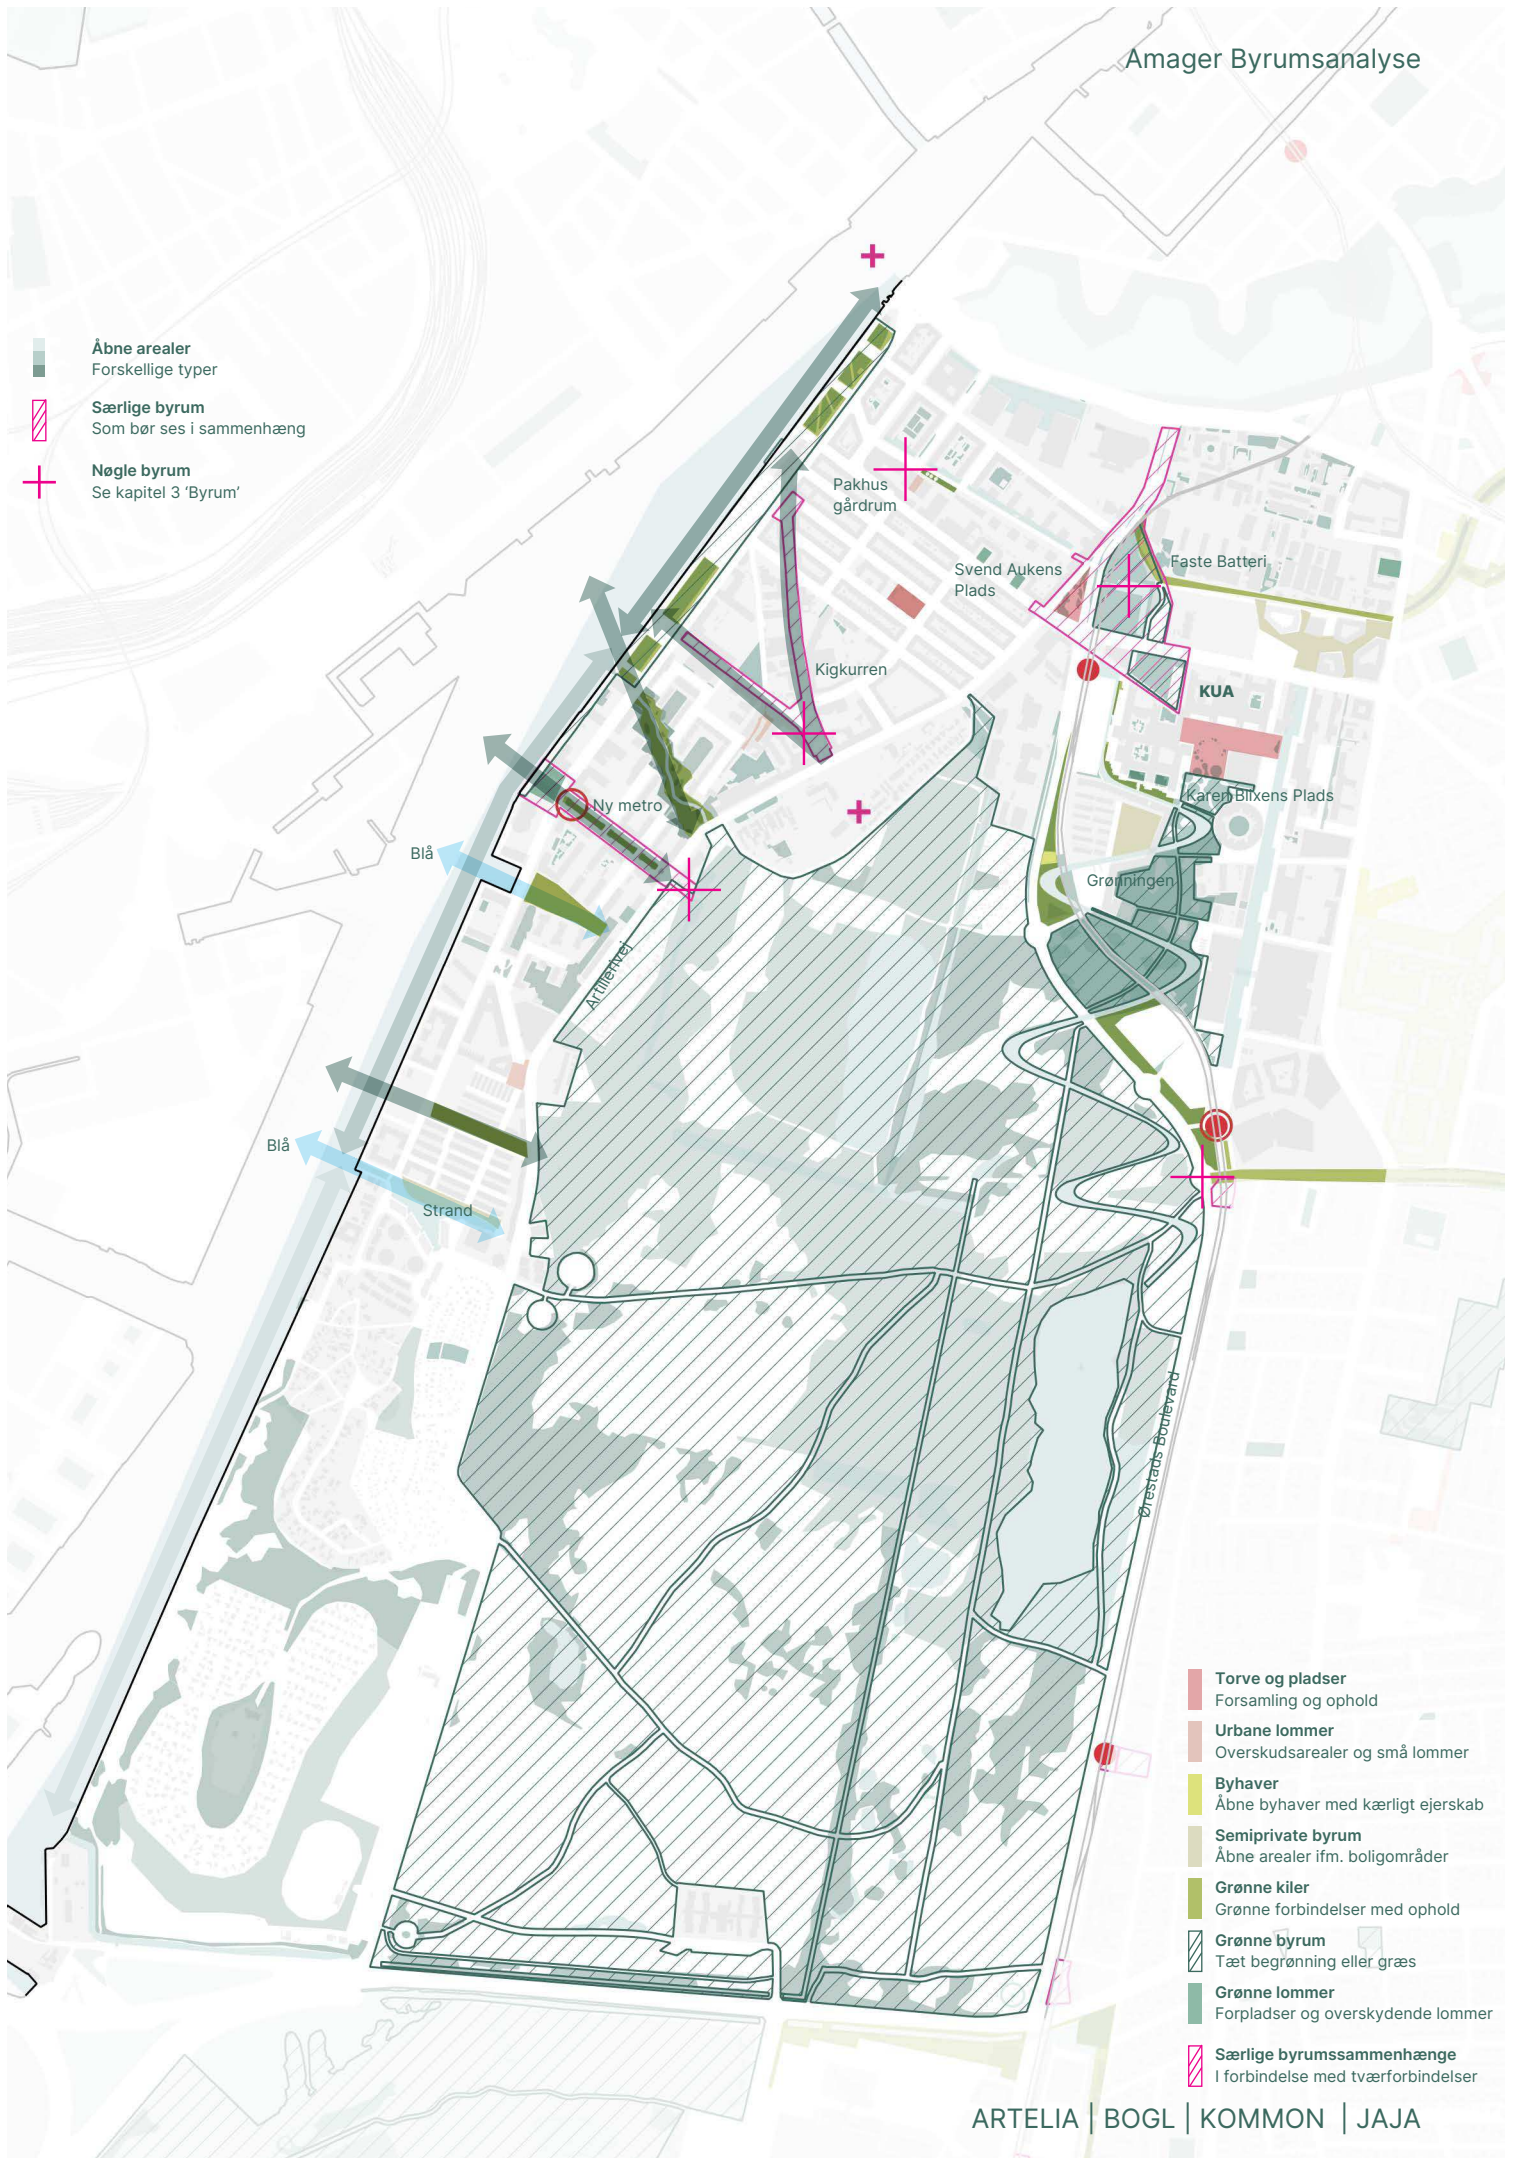 Amager Byrumsanalyse
Åbne arealer
Forskellige typer
Særlige byrum
Som bør ses i sammenhæng
Nøgle byrum
Se kapitel 3 ‘Byrum’
Pakhus
gårdrum
Svend Aukens
Plads
Faste Batteri
Kigkurren
KUA
Karen Blixens Plads
Ny metro
Blå
Grønningen
Artillerivej
Blå
Strand
Ørestads Boulevard
Torve og pladser
Forsamling og ophold
Urbane lommer
Overskudsarealer og små lommer
Byhaver
Åbne byhaver med kærligt ejerskab
Semiprivate byrum
Åbne arealer ifm. boligområder
Grønne kiler
Grønne forbindelser med ophold
Grønne byrum
Tæt begrønning eller græs
Grønne lommer
Forpladser og overskydende lommer
Særlige byrumssammenhænge
I forbindelse med tværforbindelser
ARTELIA | BOGL | KOMMON | JAJA